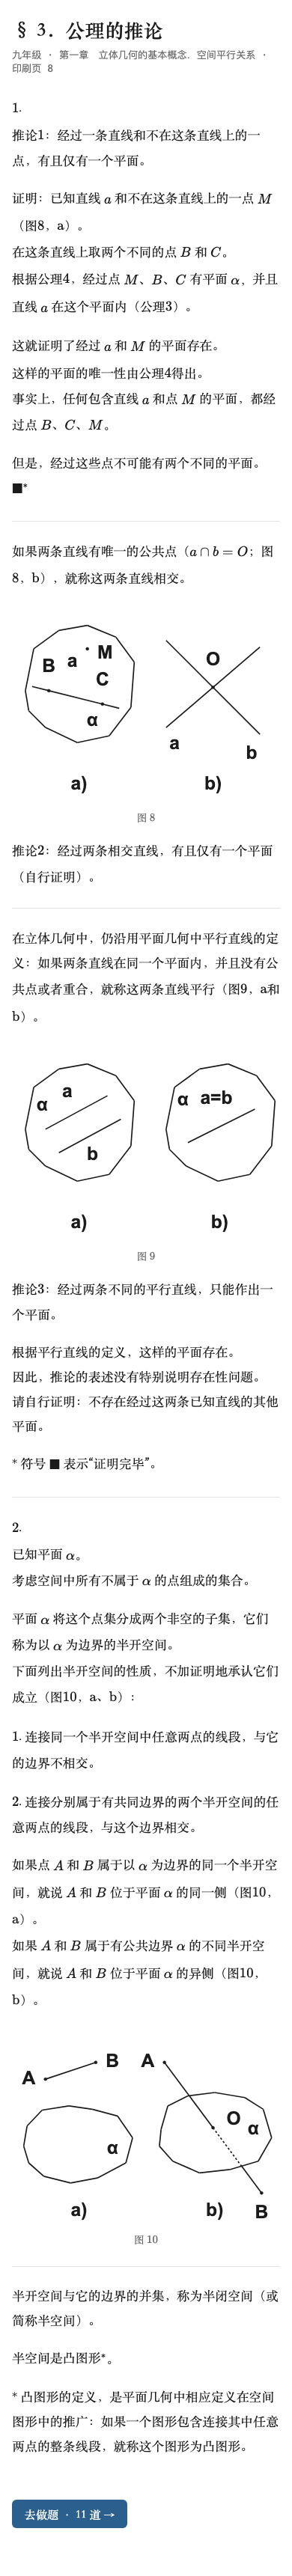 § 3. 公理的推论
九年级 · 第一章　立体几何的基本概念. 空间平行关系 ·
印刷页 8
1.
推论1：经过一条直线和不在这条直线上的一
点，有且仅有一个平面。
证明：已知直线 a 和不在这条直线上的一点 M
（图8，a）。
在这条直线上取两个不同的点 B 和 C。
根据公理4，经过点 M、B、C 有平面 α，并且
直线 a 在这个平面内（公理3）。
这就证明了经过 a 和 M 的平面存在。
这样的平面的唯一性由公理4得出。
事实上，任何包含直线 a 和点 M 的平面，都经
过点 B、C、M。
但是，经过这些点不可能有两个不同的平面。
■*
如果两条直线有唯一的公共点（a ∩ b = O；图
8，b），就称这两条直线相交。
B a M
C
α
a)
O
a
b
b)
图 8
推论2：经过两条相交直线，有且仅有一个平面
（自行证明）。
在立体几何中，仍沿用平面几何中平行直线的定
义：如果两条直线在同一个平面内，并且没有公
共点或者重合，就称这两条直线平行（图9，a和
b）。
α a
b
a)
α a=b
b)
图 9
推论3：经过两条不同的平行直线，只能作出一
个平面。
根据平行直线的定义，这样的平面存在。
因此，推论的表述没有特别说明存在性问题。
请自行证明：不存在经过这两条已知直线的其他
平面。
* 符号 ■ 表示“证明完毕”。
2.
已知平面 α。
考虑空间中所有不属于 α 的点组成的集合。
平面 α 将这个点集分成两个非空的子集，它们
称为以 α 为边界的半开空间。
下面列出半开空间的性质，不加证明地承认它们
成立（图10，a、b）：
1. 连接同一个半开空间中任意两点的线段，与它
的边界不相交。
2. 连接分别属于有共同边界的两个半开空间的任
意两点的线段，与这个边界相交。
如果点 A 和 B 属于以 α 为边界的同一个半开空
间，就说 A 和 B 位于平面 α 的同一侧（图10，
a）。
如果 A 和 B 属于有公共边界 α 的不同半开空
间，就说 A 和 B 位于平面 α 的异侧（图10，
b）。
A B
α
a)
A
O α
b)
B
图 10
半开空间与它的边界的并集，称为半闭空间（或
简称半空间）。
半空间是凸图形*。
* 凸图形的定义，是平面几何中相应定义在空间
图形中的推广：如果一个图形包含连接其中任意
两点的整条线段，就称这个图形为凸图形。
去做题 · 11 道 →